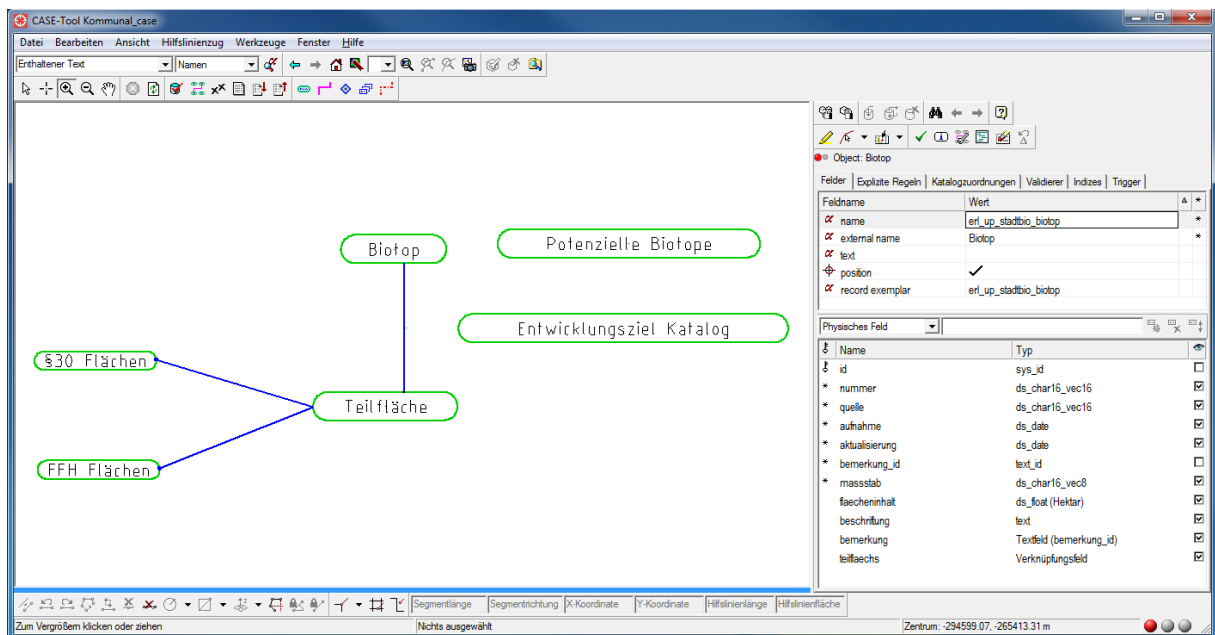 CASE-Tool Kommunal_case
Datei Bearbeiten Ansicht Hilfslinienzug Werkzeuge Fenster Hilfe
Enthaltener Text Namen
Biotop
Potenzielle Biotope
Entwicklungsziel Katalog
§30 Flächen
Teilfläche
FFH Flächen
Object: Biotop
Felder Explizite Regeln Katalogzuordnungen Validierer Indizes Trigger
Feldname Wert *
name erl_up_stadtbio_biotop *
external name Biotop *
text
position
record exemplar erl_up_stadtbio_biotop
Physisches Feld
Name Typ
id sys_id
* nummer ds_char16_vec16
* quelle ds_char16_vec16
* aufnahme ds_date
* aktualisierung ds_date
* bemerkung_id text_id
* massstab ds_char16_vec8
flaecheninhalt ds_float (Hektar)
beschriftung text
bemerkung Textfeld (bemerkung_id)
teilflaechs Verknüpfungsfeld
Segmentlänge Segmentrichtung X-Koordinate Y-Koordinate Hilfslinienlänge Hilfslinienfläche
Zum Vergrößern klicken oder ziehen Nichts ausgewählt Zentrum: -294599.07, -265413.31 m